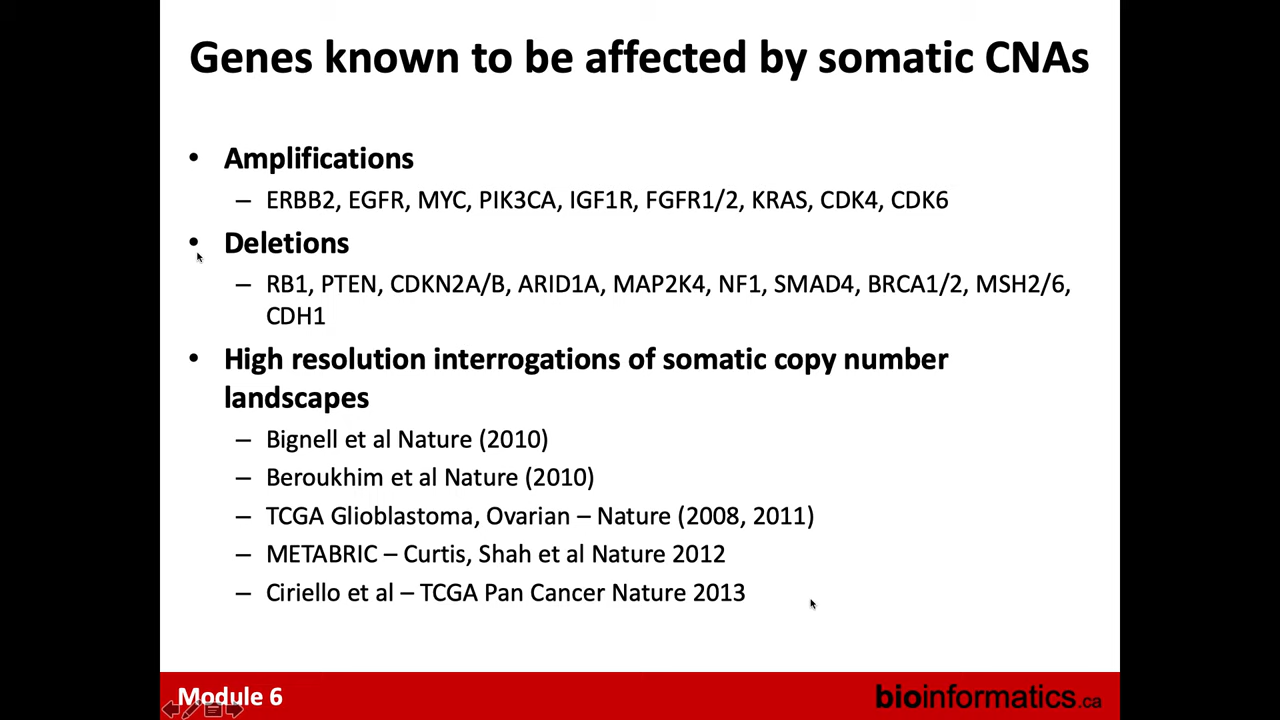 Genes known to be affected by somatic CNAs
• Amplifications
– ERBB2, EGFR, MYC, PIK3CA, IGF1R, FGFR1/2, KRAS, CDK4, CDK6
• Deletions
– RB1, PTEN, CDKN2A/B, ARID1A, MAP2K4, NF1, SMAD4, BRCA1/2, MSH2/6,
CDH1
• High resolution interrogations of somatic copy number
landscapes
– Bignell et al Nature (2010)
– Beroukhim et al Nature (2010)
– TCGA Glioblastoma, Ovarian – Nature (2008, 2011)
– METABRIC – Curtis, Shah et al Nature 2012
– Ciriello et al – TCGA Pan Cancer Nature 2013
Module 6
bioinformatics.ca